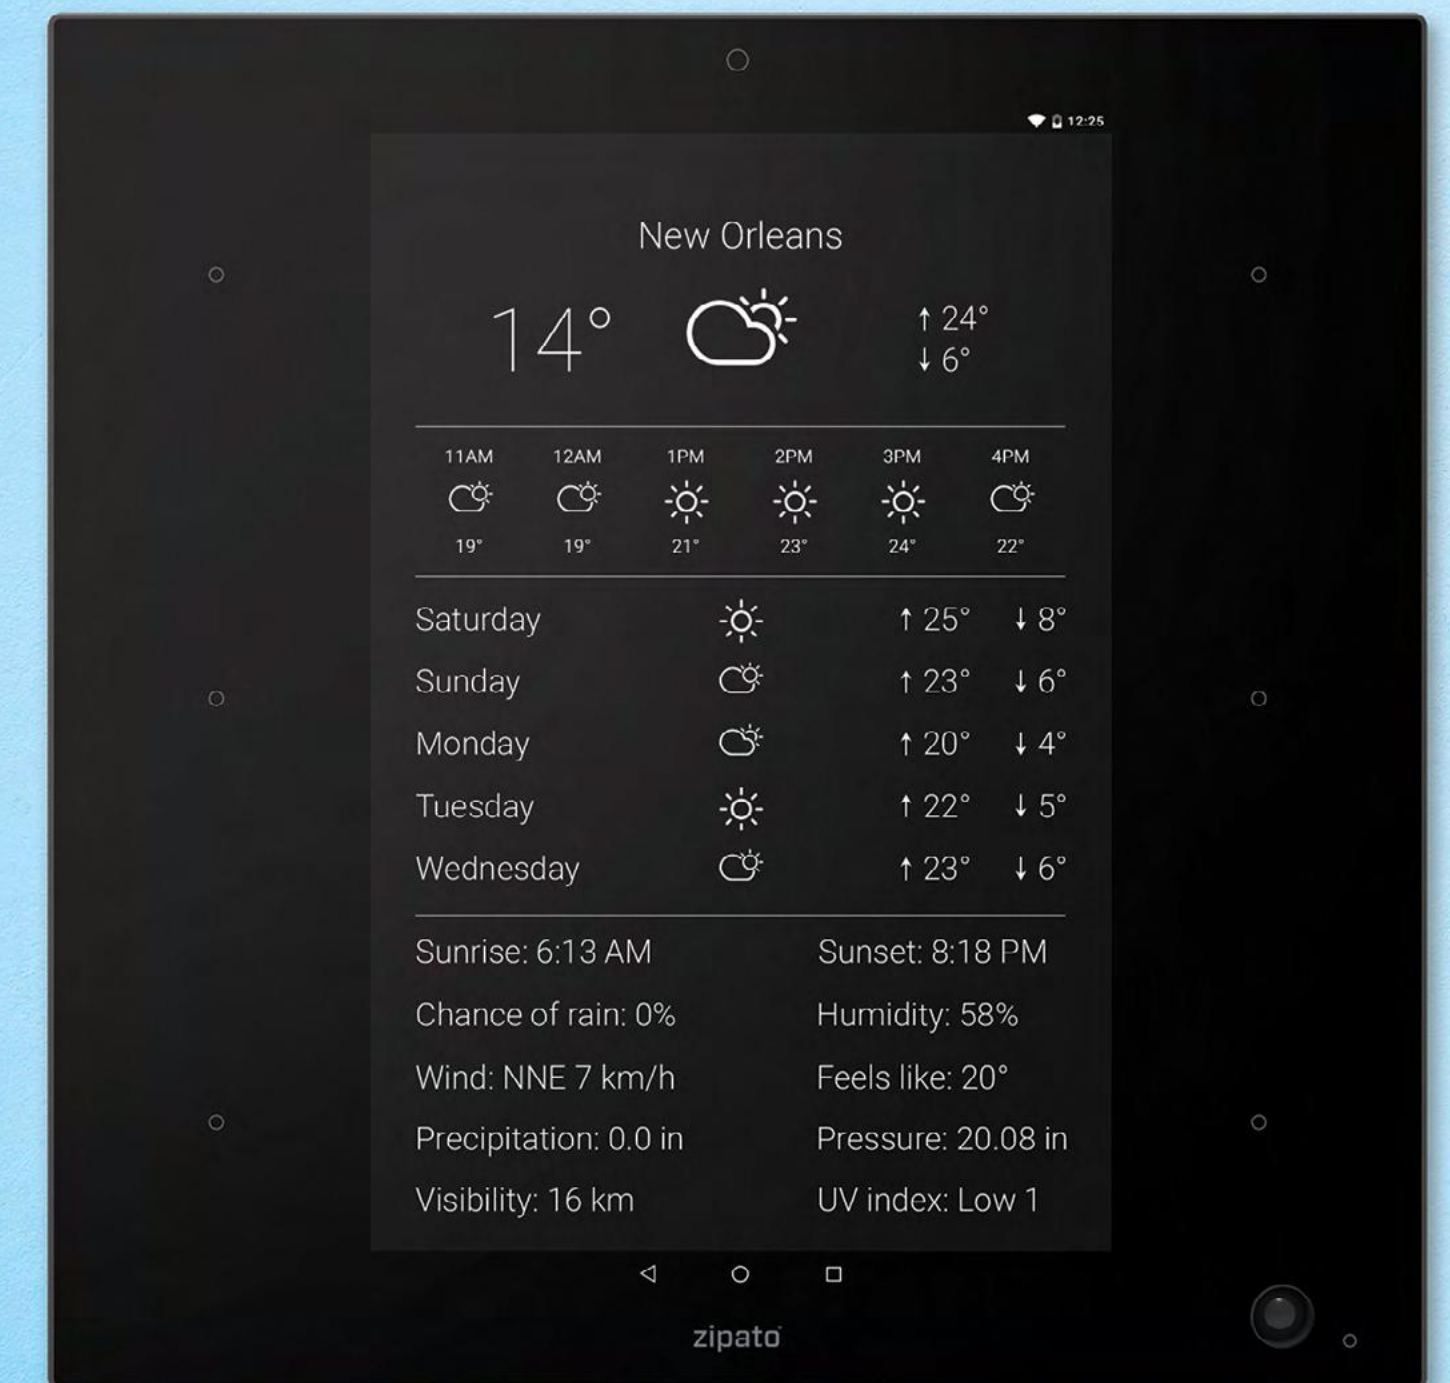 12:25
New Orleans
14° ↑ 24°
↓ 6°
11AM 12AM 1PM 2PM 3PM 4PM
19° 19° 21° 23° 24° 22°
Saturday ↑ 25° ↓ 8°
Sunday ↑ 23° ↓ 6°
Monday ↑ 20° ↓ 4°
Tuesday ↑ 22° ↓ 5°
Wednesday ↑ 23° ↓ 6°
Sunrise: 6:13 AM Sunset: 8:18 PM
Chance of rain: 0% Humidity: 58%
Wind: NNE 7 km/h Feels like: 20°
Precipitation: 0.0 in Pressure: 20.08 in
Visibility: 16 km UV index: Low 1
zipato